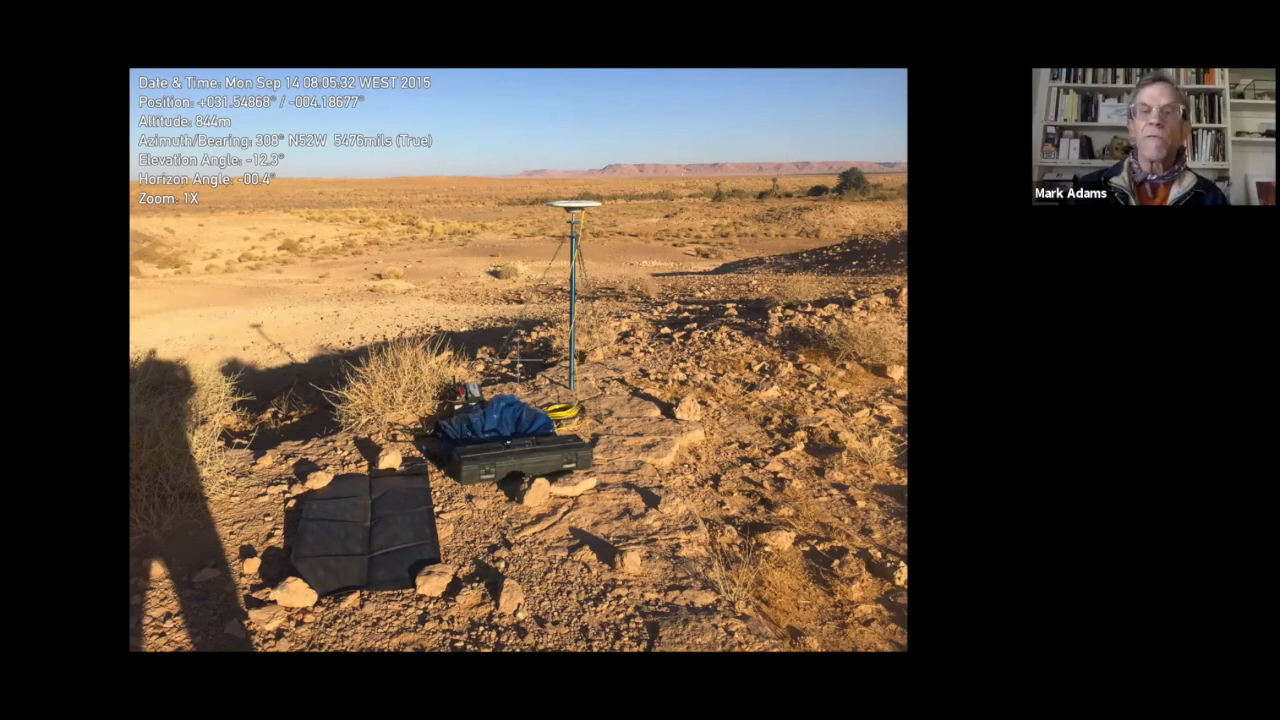 Date & Time: Mon Sep 14 08:05:32 WEST 2015
Position: +031.54868° / -004.18677°
Altitude: 844m
Azimuth/Bearing: 308° N52W 5476mils (True)
Elevation Angle: -12.3°
Horizon Angle: -00.4°
Zoom: 1X
Mark Adams